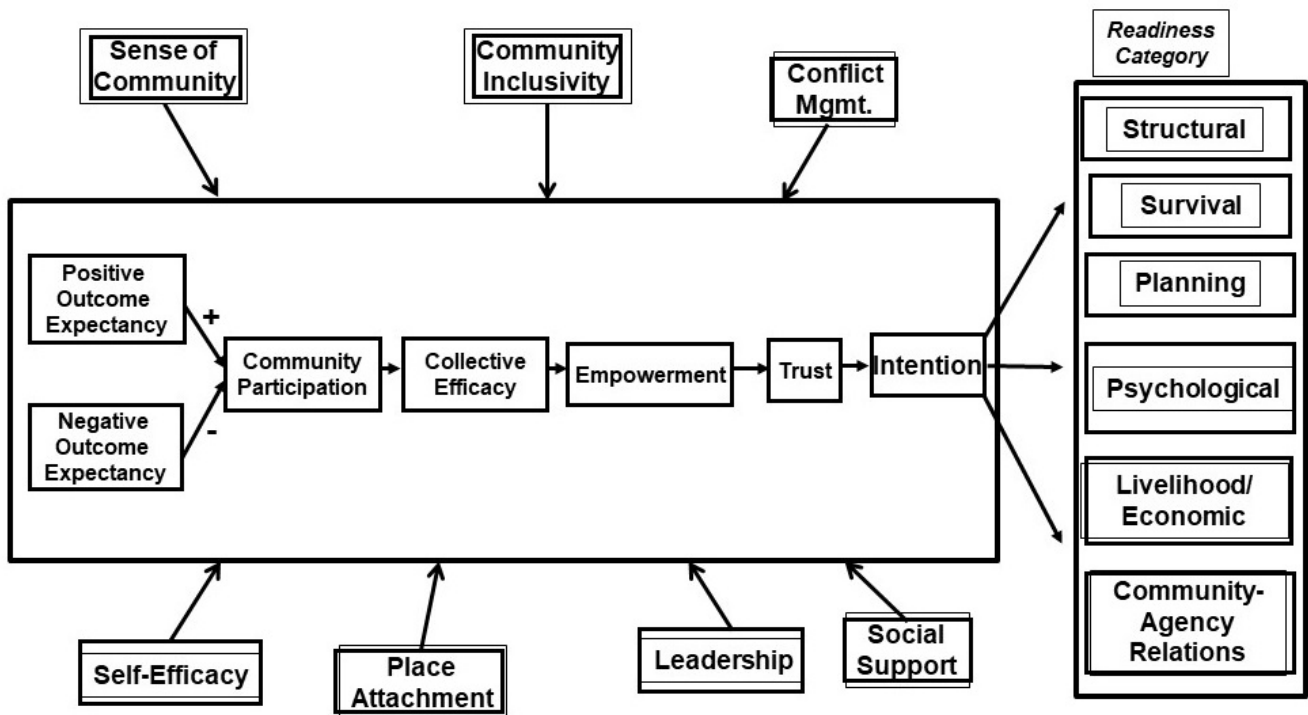 Sense of
Community
Community
Inclusivity
Conflict
Mgmt.
Readiness
Category
Structural
Survival
Planning
Psychological
Livelihood/
Economic
Community-
Agency
Relations
Positive
Outcome
Expectancy
+
Negative
Outcome
Expectancy
-
Community
Participation
Collective
Efficacy
Empowerment
Trust
Intention
Self-Efficacy
Place
Attachment
Leadership
Social
Support